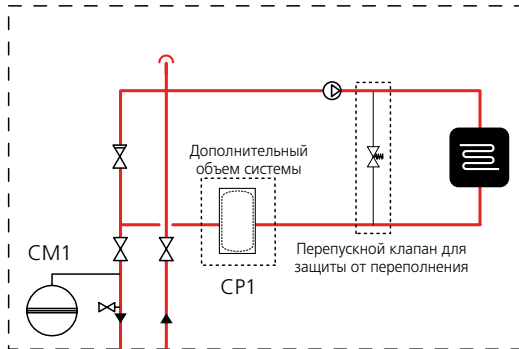 Дополнительный
объем системы
CM1
Перепускной клапан для
защиты от переполнения
CP1